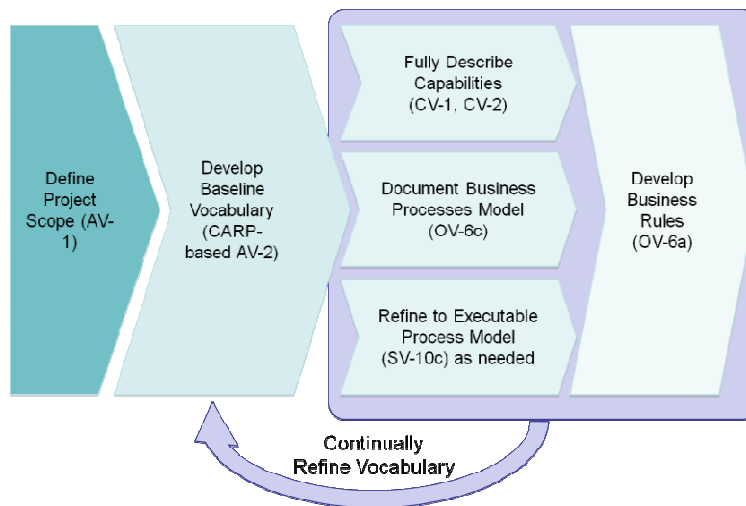 Define
Project
Scope (AV-
1)
Develop
Baseline
Vocabulary
(CARP-
based AV-2)
Fully Describe
Capabilities
(CV-1, CV-2)
Document Business
Processes Model
(OV-6c)
Refine to Executable
Process Model
(SV-10c) as needed
Develop
Business
Rules
(OV-6a)
Continually
Refine Vocabulary